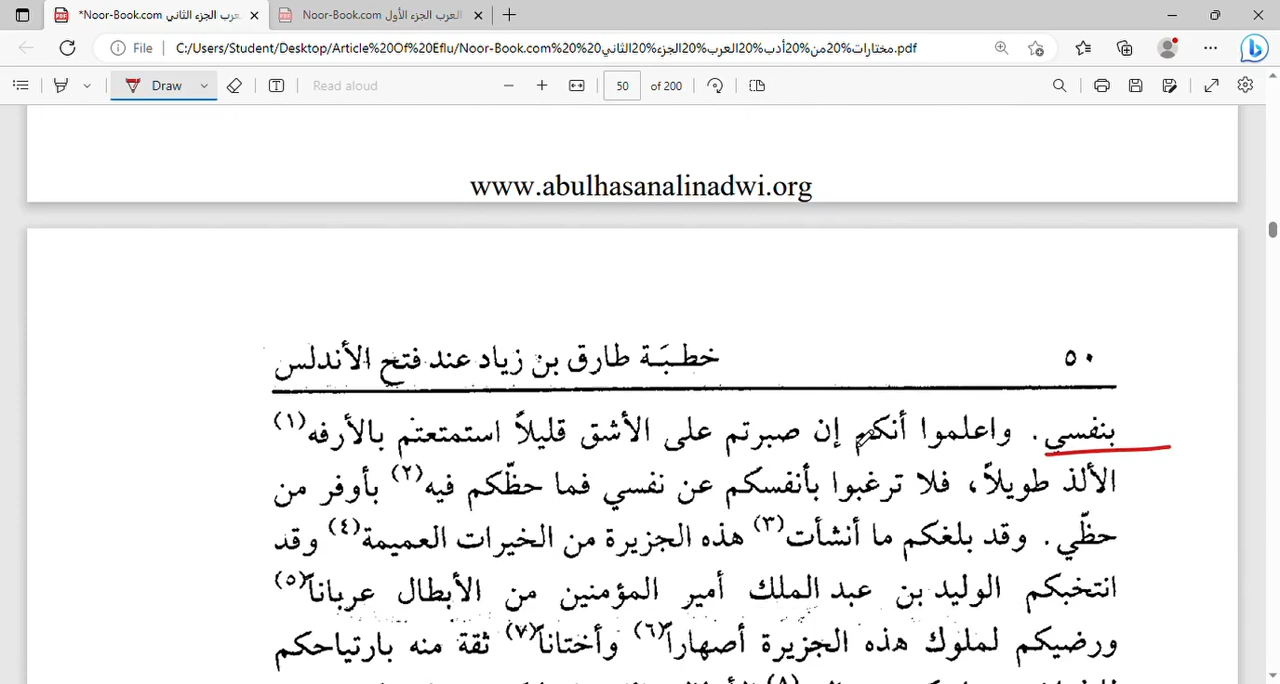 *Noor-Book.com عرب الجزء الثاني
Noor-Book.com العرب الجزء الأول
File
C:/Users/Student/Desktop/Article%20Of%20Eflu/Noor-Book.com%20%20مختارات%20من%20أدب%20العرب%20الجزء%20الثاني.pdf
Draw
Read aloud
50 of 200
www.abulhasanalinadwi.org
٥٠ خطبة طارق بن زياد عند فتح الأندلس
بنفسي. واعلموا أنكم إن صبرتم على الأشق قليلاً استمتعتم بالأرفه(١)
الألذ طويلاً، فلا ترغبوا بأنفسكم عن نفسي فما حظّكم فيه(٢) بأوفر من
حظّي. وقد بلغكم ما أنشأت(٣) هذه الجزيرة من الخيرات العميمة(٤) وقد
انتخبكم الوليد بن عبد الملك أمير المؤمنين من الأبطال عرباناً(٥)
ورضيكم لملوك هذه الجزيرة أصهاراً(٦) وأختاناً(٧) ثقة منه بارتياحكم